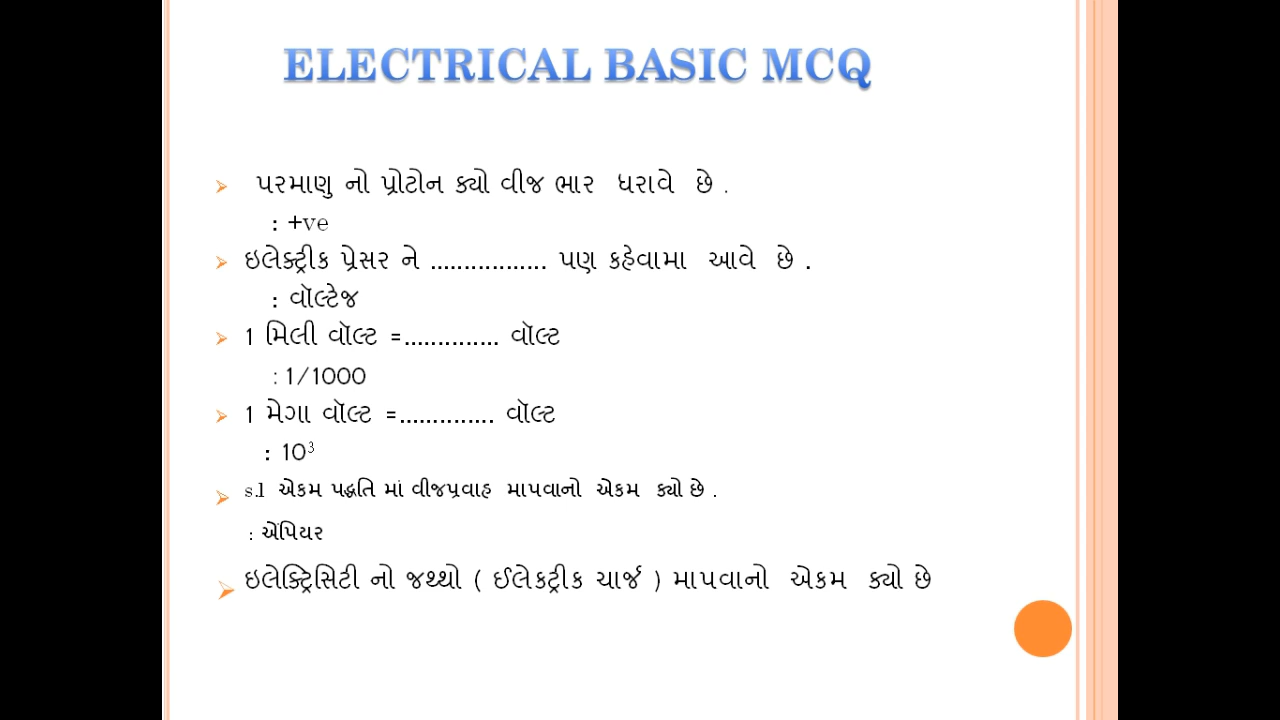 ELECTRICAL BASIC MCQ
પરમાણુ નો પ્રોટોન ક્યો વીજ ભાર ધરાવે છે .
: +ve
ઇલેક્ટ્રીક પ્રેસર ને ................. પણ કહેવામા આવે છે .
: વૉલ્ટેજ
1 મિલી વૉલ્ટ =.............. વૉલ્ટ
: 1/1000
1 મેગા વૉલ્ટ =.............. વૉલ્ટ
: 10³
s.l એકમ પદ્ધતિ માં વીજપ્રવાહ માપવાનો એકમ ક્યો છે .
: એંપિયર
ઇલેક્ટ્રિસિટી નો જથ્થો ( ઈલેકટ્રીક ચાર્જ ) માપવાનો એકમ ક્યો છે